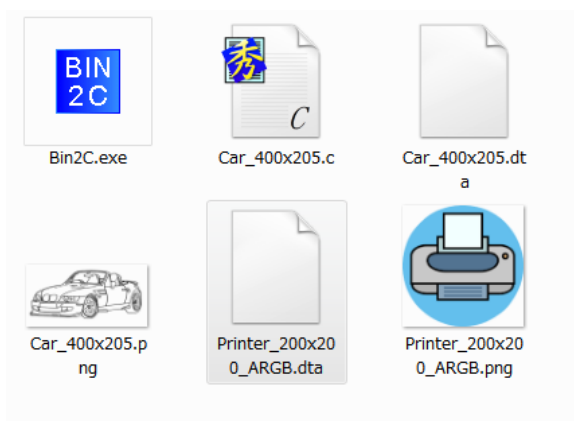 BIN
2C
秀
C
Bin2C.exe
Car_400x205.c
Car_400x205.dt
a
Car_400x205.p
ng
Printer_200x20
0_ARGB.dta
Printer_200x20
0_ARGB.png